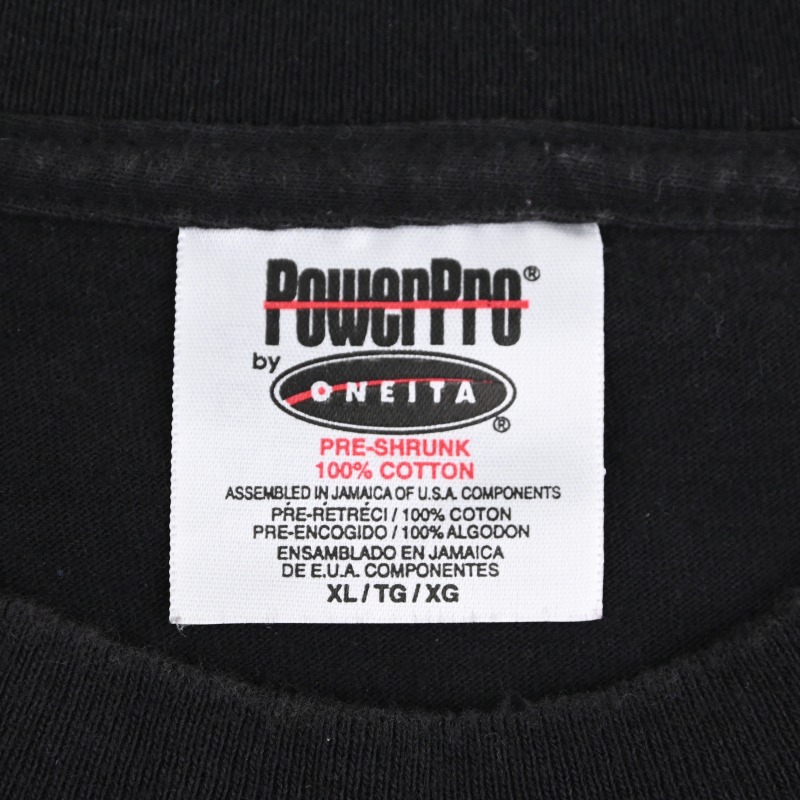 PowerPro®
by ONEITA®
PRE-SHRUNK
100% COTTON
ASSEMBLED IN JAMAICA OF U.S.A. COMPONENTS
PRÉ-RÉTRÉCI / 100% COTON
PRE-ENCOGIDO / 100% ALGODON
ENSAMBLADO EN JAMAICA
DE E.U.A. COMPONENTES
XL / TG / XG